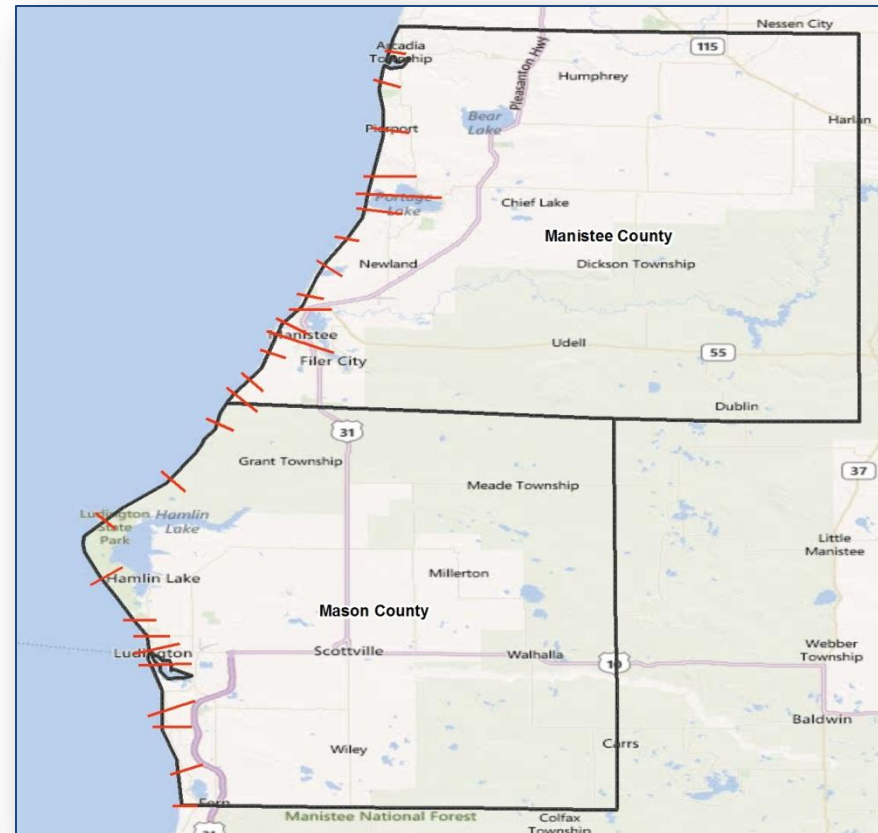 Nessen City
Arcadia
Township
115
Pleasanton Hwy
Humphrey
Bear
Lake
Harlan
Pierport
Portage
Lake
Chief Lake
Manistee County
Newland
Dickson Township
Manistee
Udell
55
Filer City
Dublin
31
Grant Township
37
Meade Township
Ludington
State
Park
Hamlin
Lake
Little
Manistee
Hamlin Lake
Millerton
Mason County
Ludington
Scottville
Walhalla
10
Webber
Township
Baldwin
Wiley
Carrs
Fern
Manistee National Forest
Colfax
Township
31